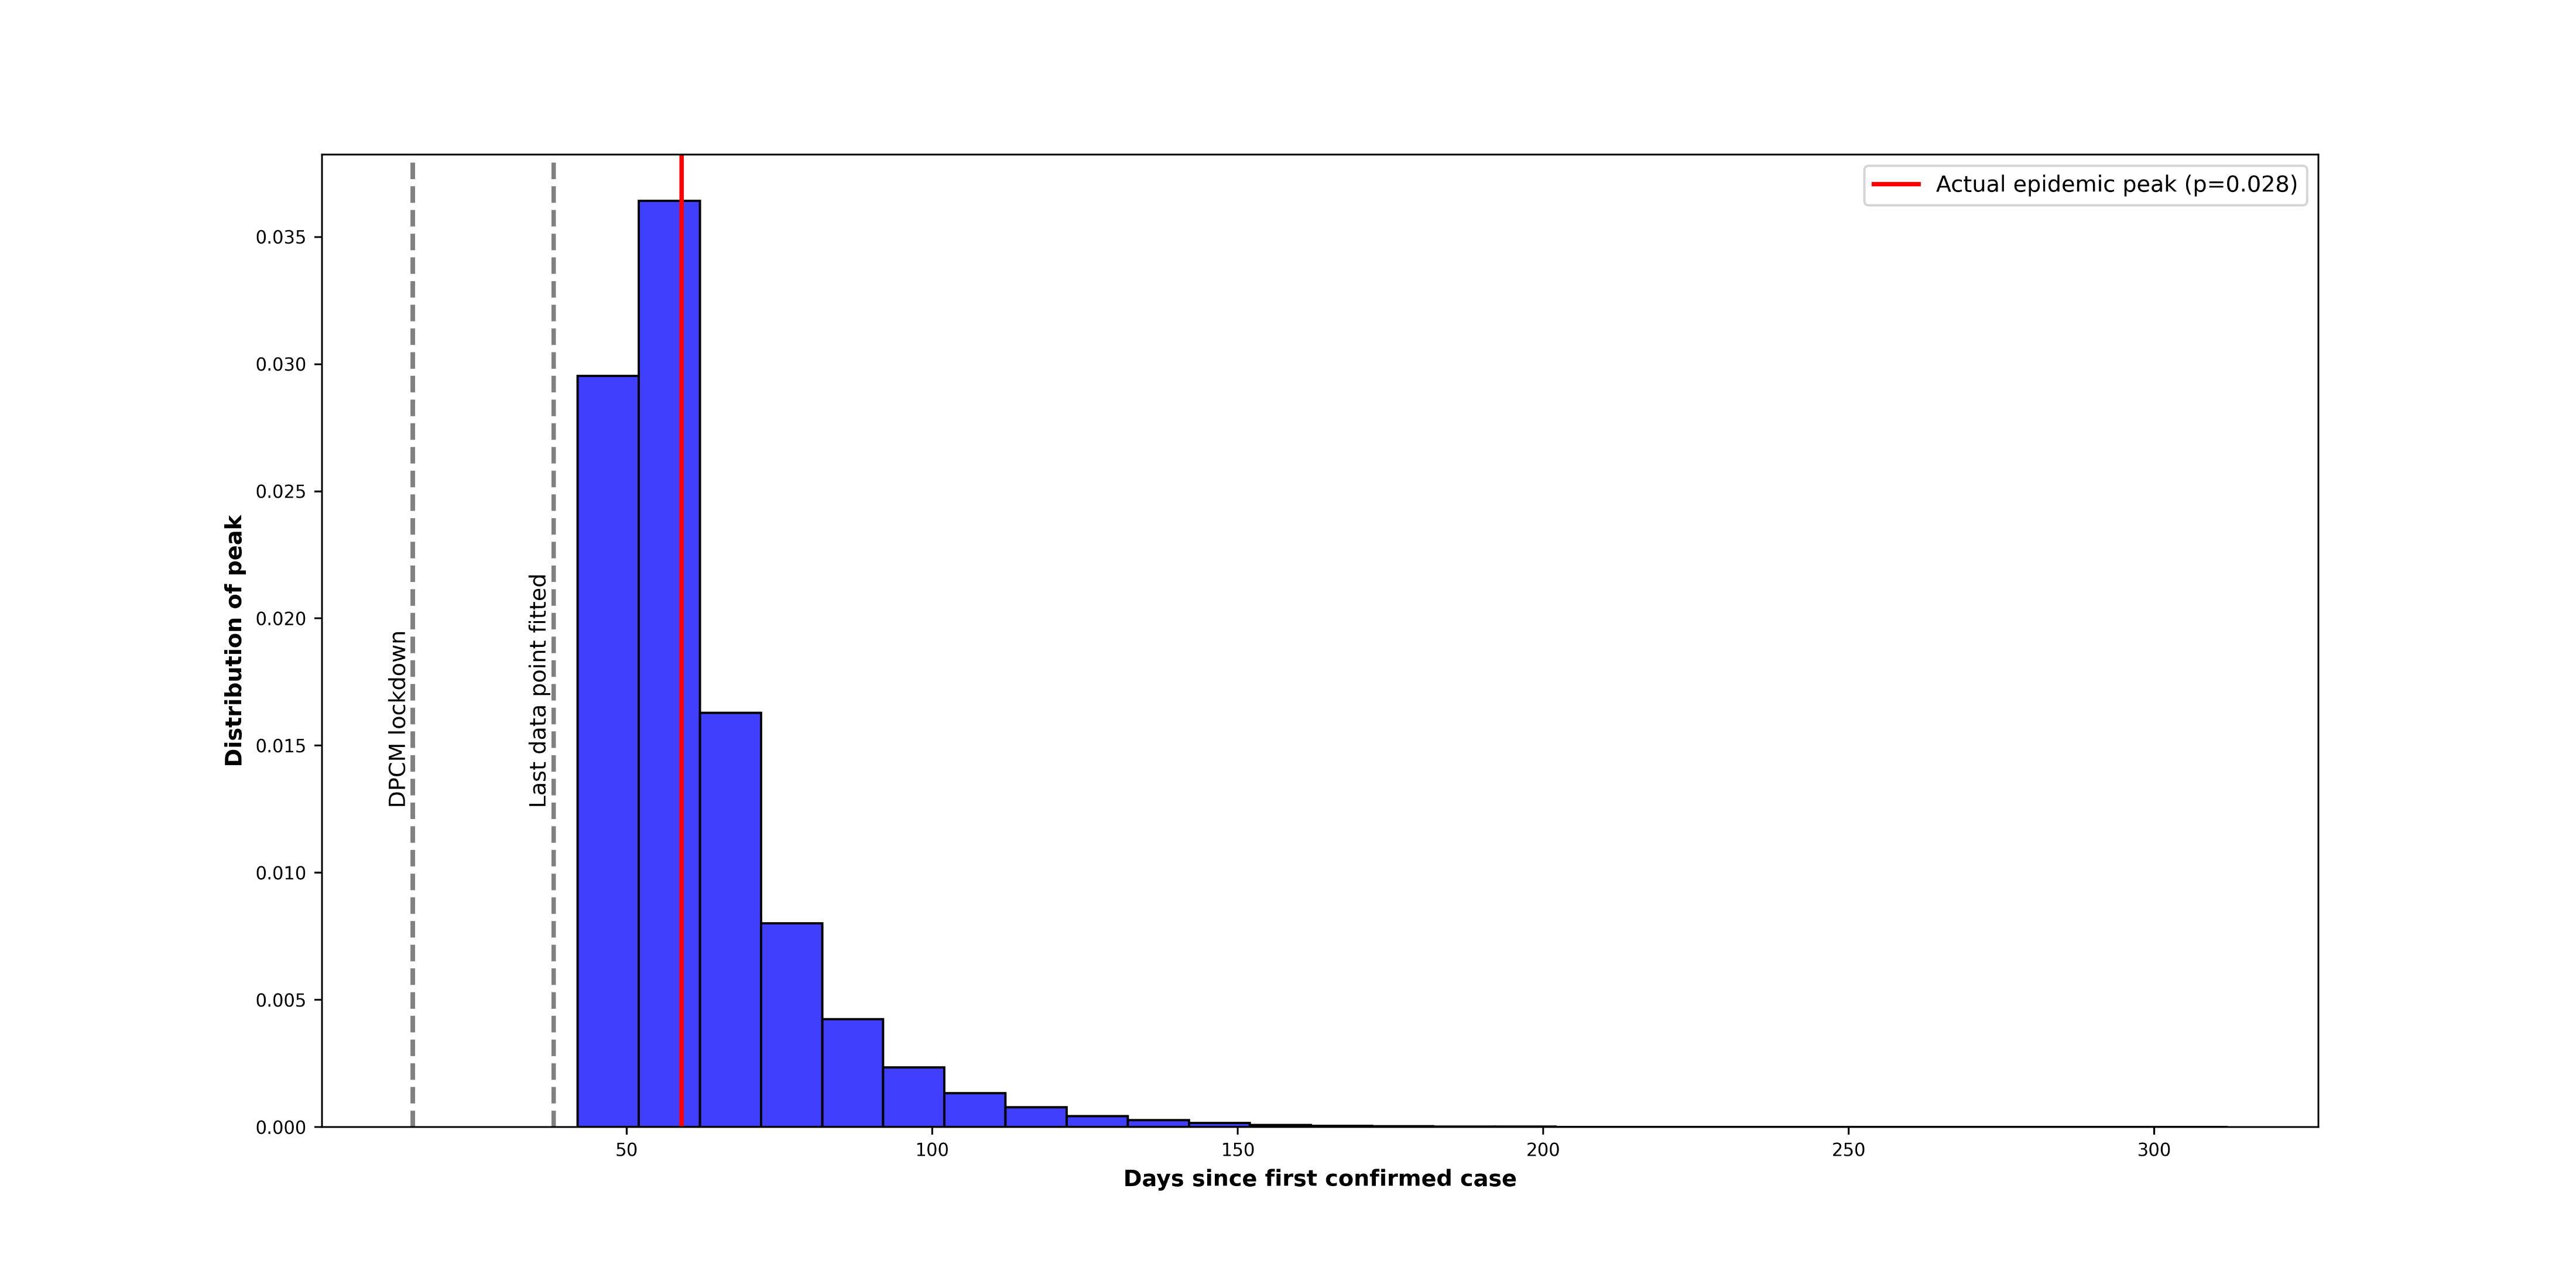 Actual epidemic peak (p=0.028)
Distribution of peak
0.035
0.030
0.025
0.020
0.015
0.010
0.005
0.000
DPCM lockdown
Last data point fitted
50 100 150 200 250 300
Days since first confirmed case